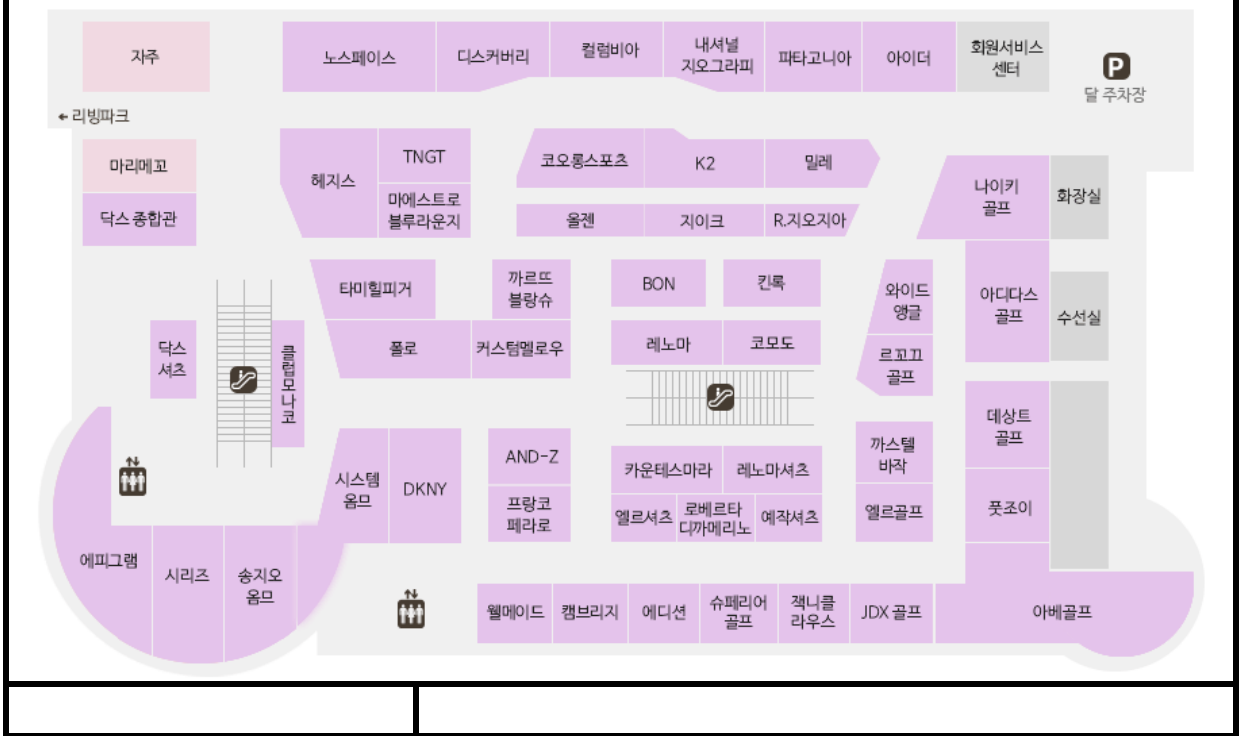 자주
노스페이스
디스커버리
컬럼비아
내셔널
지오그라피
파타고니아
아이더
회원서비스
센터
P
달 주차장
←리빙파크
마리메꼬
닥스 종합관
헤지스
TNGT
마에스트로
블루라운지
코오롱스포츠
K2
밀레
올젠
지이크
R.지오지아
나이키
골프
화장실
타미힐피거
까르뜨
블랑슈
BON
킨록
와이드
앵글
아디다스
골프
수선실
닥스
셔츠
클럽모나코
폴로
커스텀멜로우
레노마
코모도
르꼬끄
골프
시스템
옴므
DKNY
AND-Z
프랑코
페라로
카운테스마라
레노마셔츠
엘르셔츠
로베르타
디까메리노
예작셔츠
까스텔
바작
엘르골프
데상트
골프
풋조이
에피그램
시리즈
송지오
옴므
웰메이드
캠브리지
에디션
슈페리어
골프
잭니클
라우스
JDX 골프
아베골프